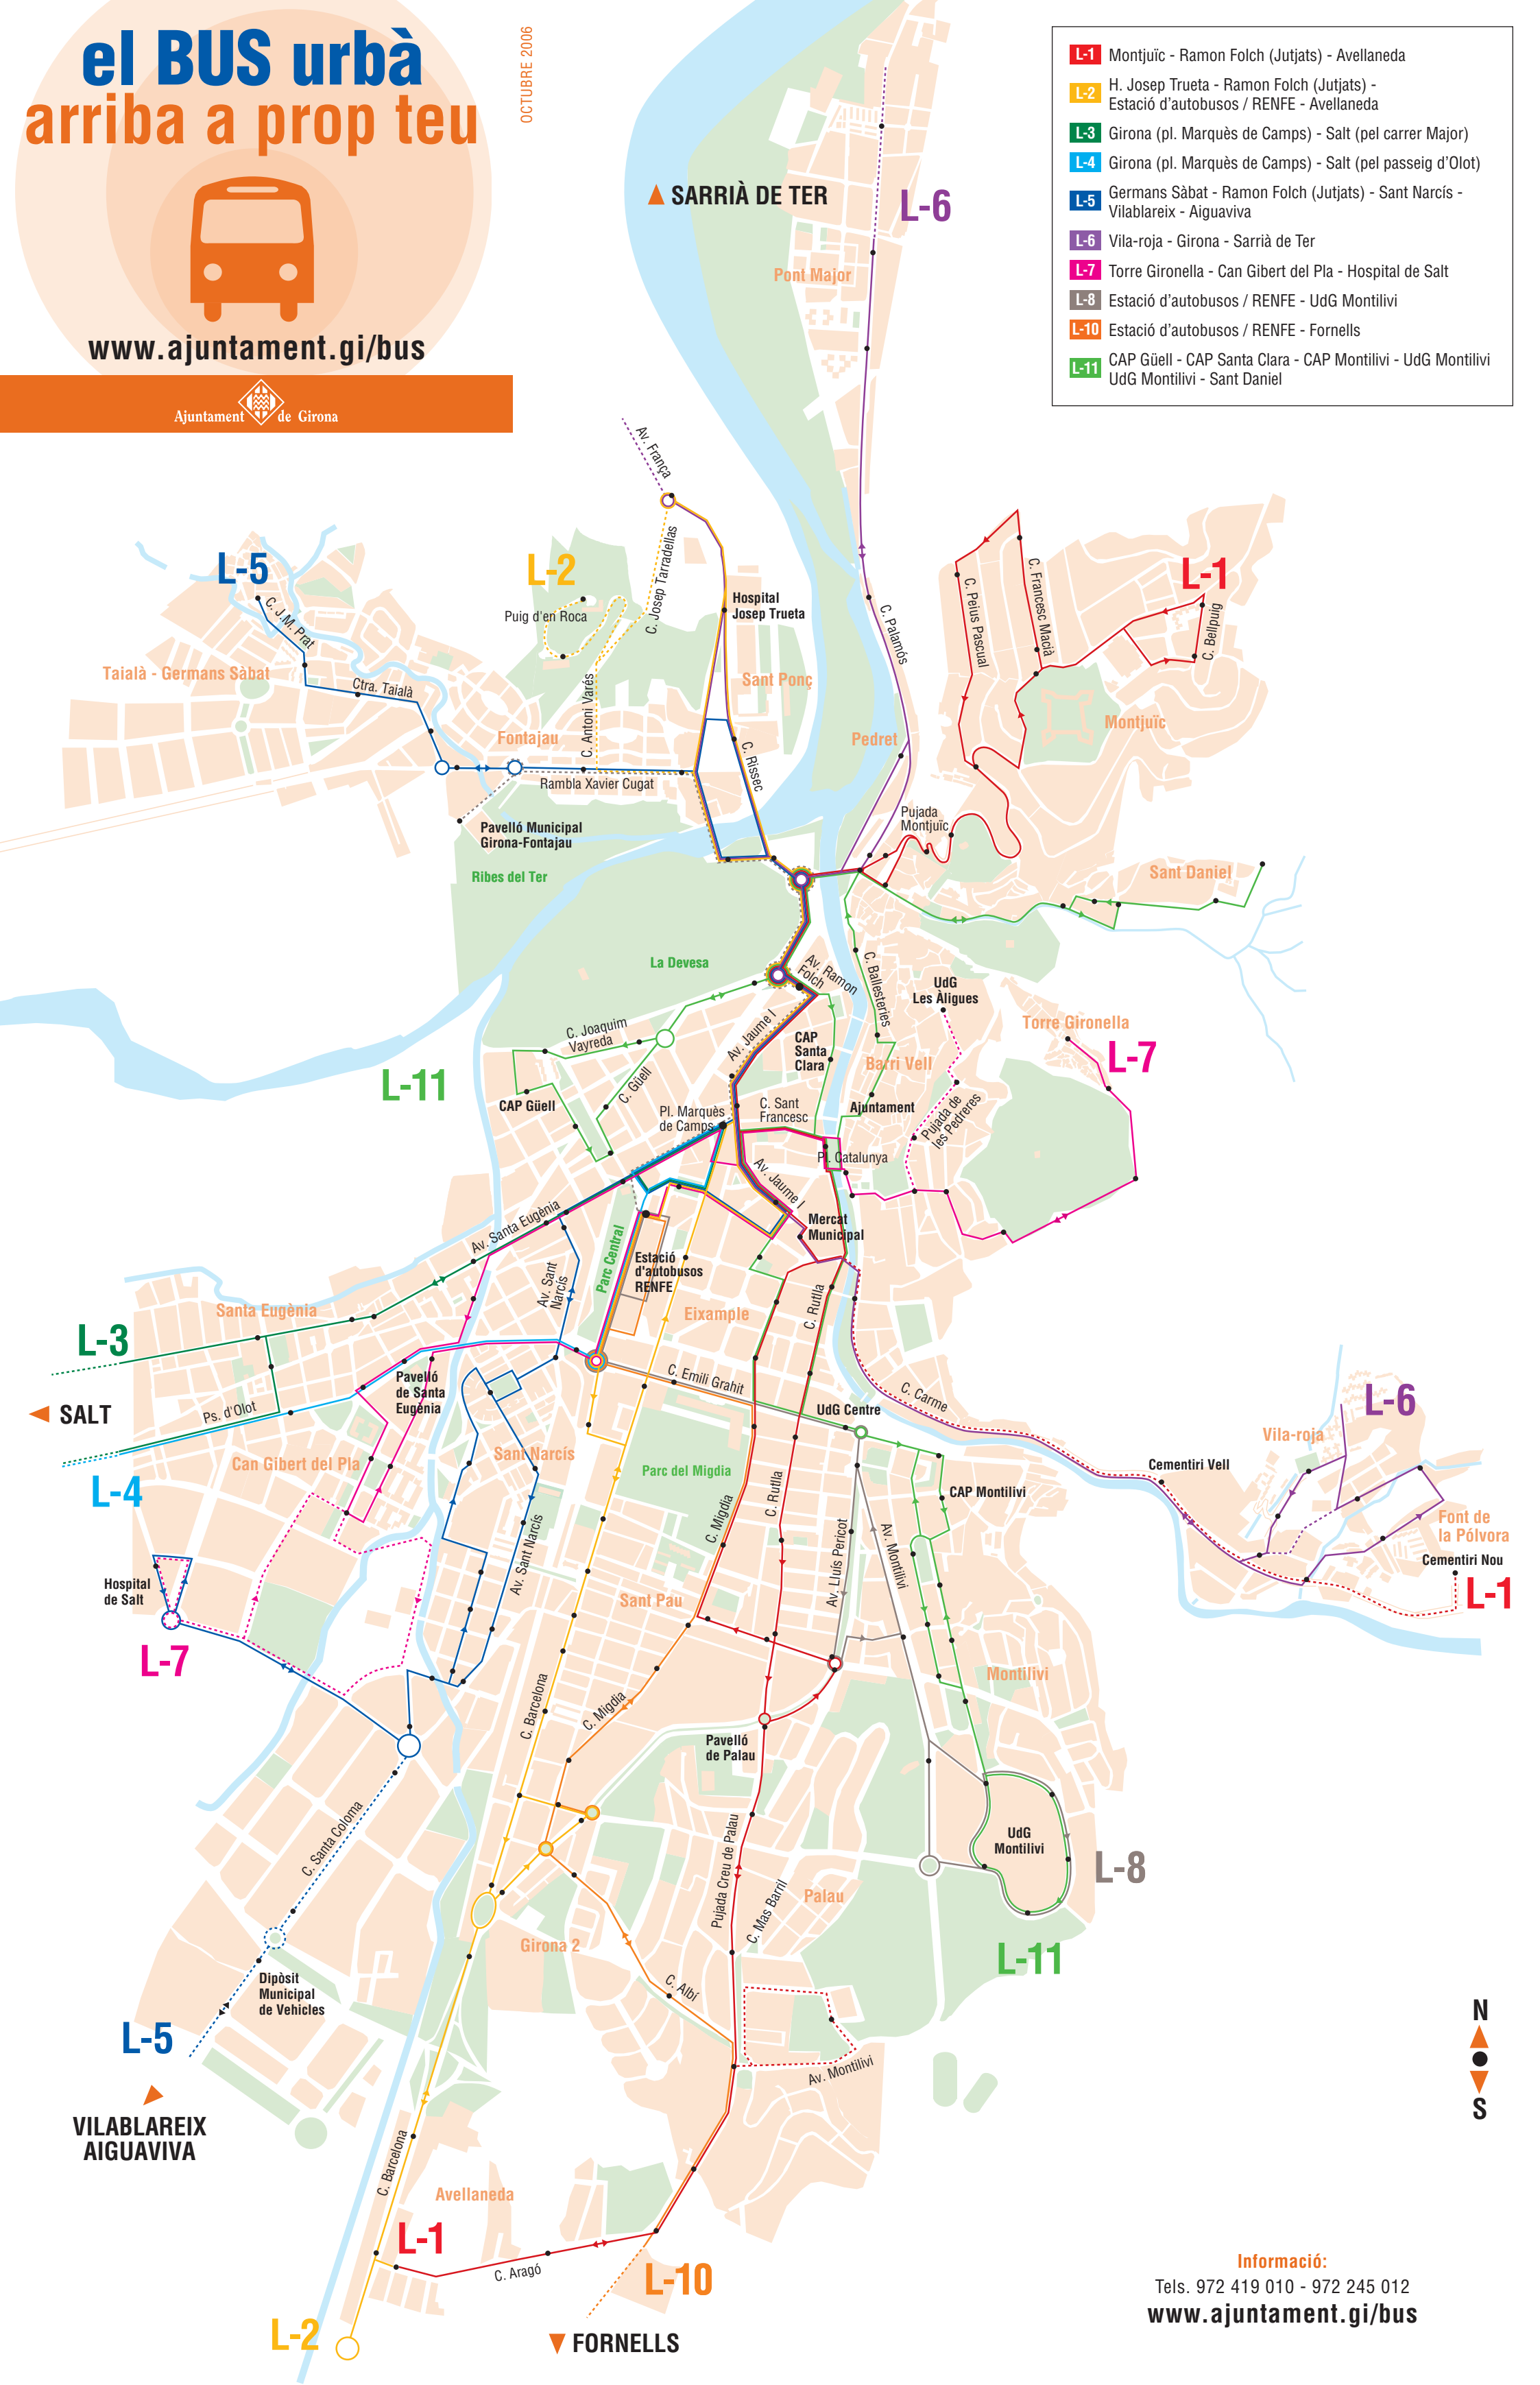 el BUS urbà
arriba a prop teu
www.ajuntament.gi/bus
Ajuntament de Girona
OCTUBRE 2006
L-1 Montjuïc - Ramon Folch (Jutjats) - Avellaneda
L-2 H. Josep Trueta - Ramon Folch (Jutjats) -
Estació d'autobusos / RENFE - Avellaneda
L-3 Girona (pl. Marquès de Camps) - Salt (pel carrer Major)
L-4 Girona (pl. Marquès de Camps) - Salt (pel passeig d'Olot)
L-5 Germans Sàbat - Ramon Folch (Jutjats) - Sant Narcís -
Vilablareix - Aiguaviva
L-6 Vila-roja - Girona - Sarrià de Ter
L-7 Torre Gironella - Can Gibert del Pla - Hospital de Salt
L-8 Estació d'autobusos / RENFE - UdG Montilivi
L-10 Estació d'autobusos / RENFE - Fornells
L-11 CAP Güell - CAP Santa Clara - CAP Montilivi - UdG Montilivi
UdG Montilivi - Sant Daniel
SARRIÀ DE TER
L-6
Pont Major
Av. França
C. Josep Tarradellas
L-5
C. J.M. Prat
L-2
Puig d'en Roca
Hospital
Josep Trueta
C. Palamós
C. Peius Pascual
C. Francesc Macià
L-1
C. Bellpuig
Taialà - Germans Sàbat
Ctra. Taialà
Sant Ponç
Montjuïc
Fontajau
C. Antoni Varés
C. Rissec
Pedret
Rambla Xavier Cugat
Pavelló Municipal
Girona-Fontajau
Pujada
Montjuïc
Ribes del Ter
Sant Daniel
La Devesa
Av. Ramon
Folch
C. Ballesteries
UdG
Les Àligues
Torre Gironella
L-7
C. Joaquim
Vayreda
Av. Jaume I
CAP
Santa
Clara
Barri Vell
L-11
C. Güell
CAP Güell
Pl. Marquès
de Camps
C. Sant
Francesc
Ajuntament
Pujada de
les Pedreres
Pl. Catalunya
Av. Jaume I
Mercat
Municipal
Av. Santa Eugènia
Parc Central
Estació
d'autobusos
RENFE
Av. Sant
Narcís
Santa Eugènia
Eixample
C. Rutlla
L-3
Pavelló
de Santa
Eugènia
C. Emili Grahit
C. Carme
SALT
Ps. d'Olot
UdG Centre
L-6
Vila-roja
L-4
Can Gibert del Pla
Sant Narcís
Parc del Migdia
Cementiri Vell
CAP Montilivi
C. Migdia
C. Rutlla
Font de
la Pólvora
Cementiri Nou
L-1
Av. Sant Narcís
Av. Lluís Pericot
Av. Montilivi
Hospital
de Salt
Sant Pau
L-7
Montilivi
C. Barcelona
C. Migdia
Pavelló
de Palau
C. Santa Coloma
Pujada Creu de Palau
UdG
Montilivi
L-8
C. Mas Barril
Palau
Girona 2
L-11
C. Albí
Dipòsit
Municipal
de Vehicles
L-5
Av. Montilivi
VILABLAREIX
AIGUAVIVA
N
S
C. Barcelona
Avellaneda
L-1
C. Aragó
L-10
L-2
FORNELLS
Informació:
Tels. 972 419 010 - 972 245 012
www.ajuntament.gi/bus